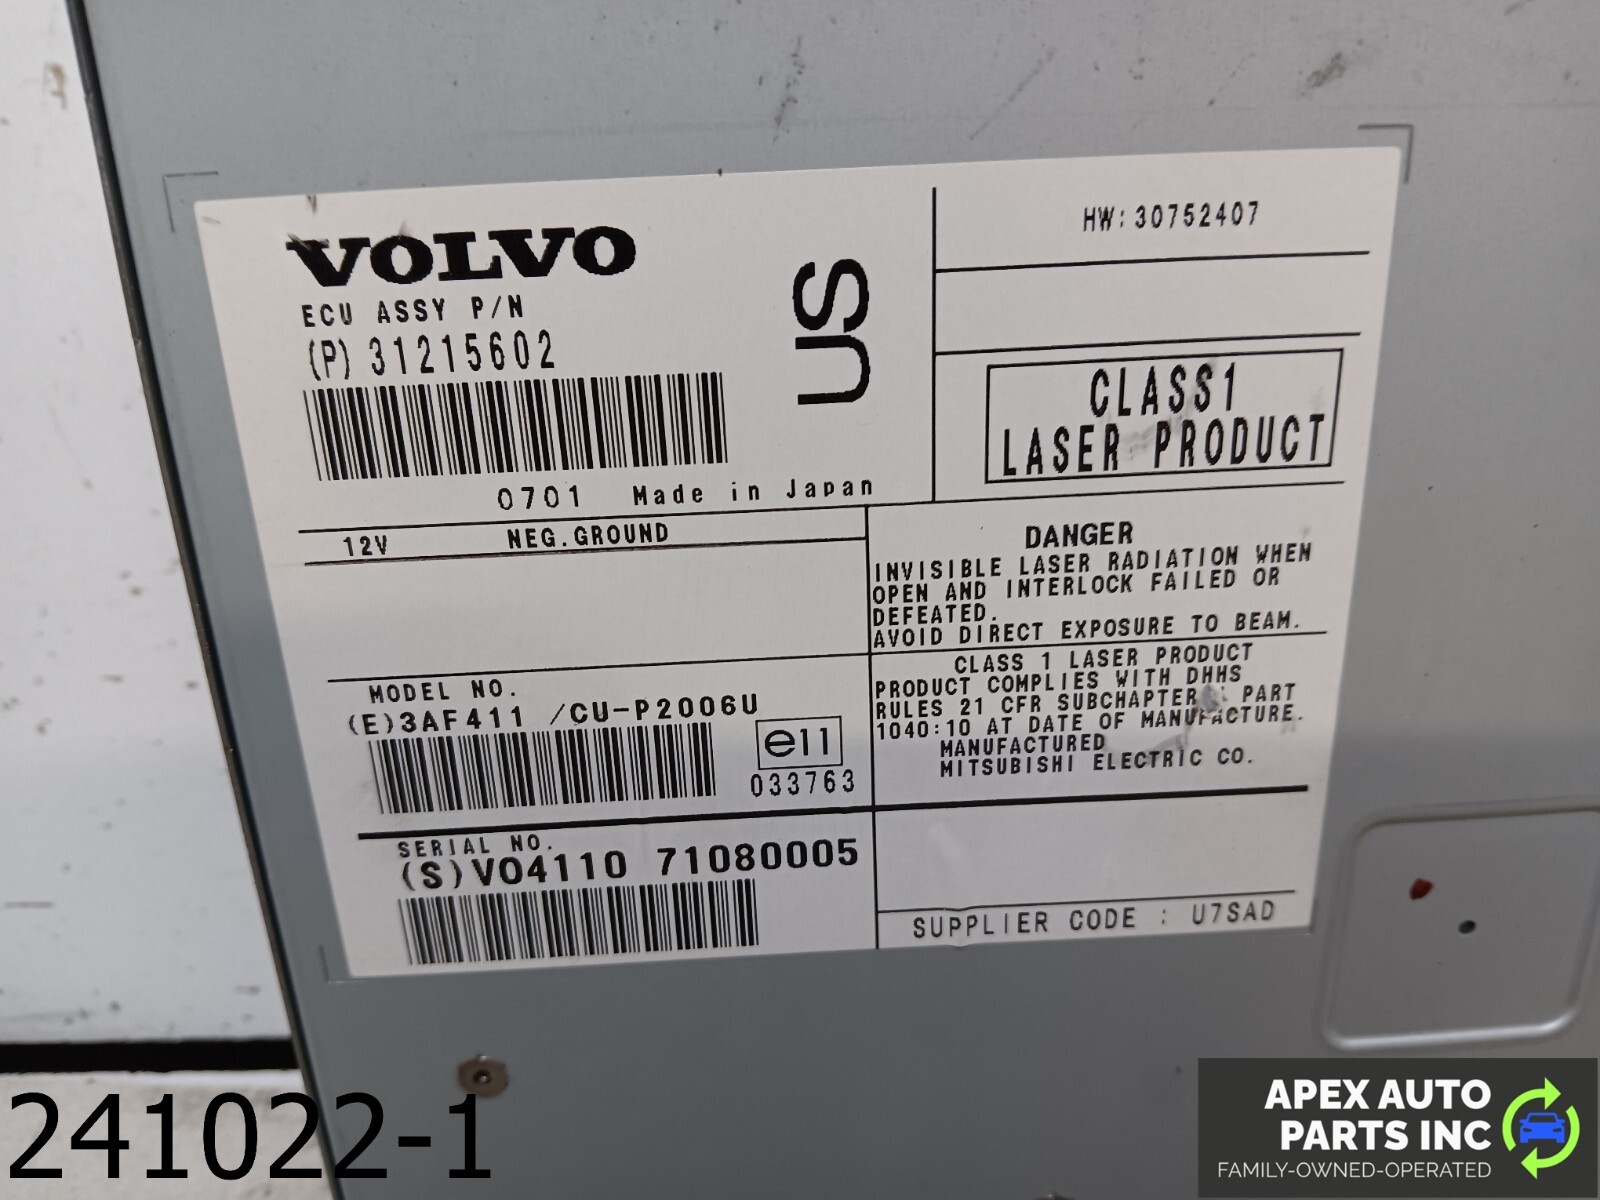 VOLVO
ECU ASSY P/N
(P) 31215602
0701 Made in Japan
US
HW:30752407
CLASS1
LASER PRODUCT
12V NEG.GROUND
DANGER
INVISIBLE LASER RADIATION WHEN
OPEN AND INTERLOCK FAILED OR
DEFEATED.
AVOID DIRECT EXPOSURE TO BEAM.
CLASS 1 LASER PRODUCT
PRODUCT COMPLIES WITH DHHS
RULES 21 CFR SUBCHAPTER PART
1040:10 AT DATE OF MANUFACTURE.
MANUFACTURED
MITSUBISHI ELECTRIC CO.
MODEL NO.
(E)3AF411 /CU-P2006U
e11
033763
SERIAL NO.
(S)VO4110 71080005
SUPPLIER CODE : U7SAD
241022-1
APEX AUTO
PARTS INC
FAMILY-OWNED-OPERATED